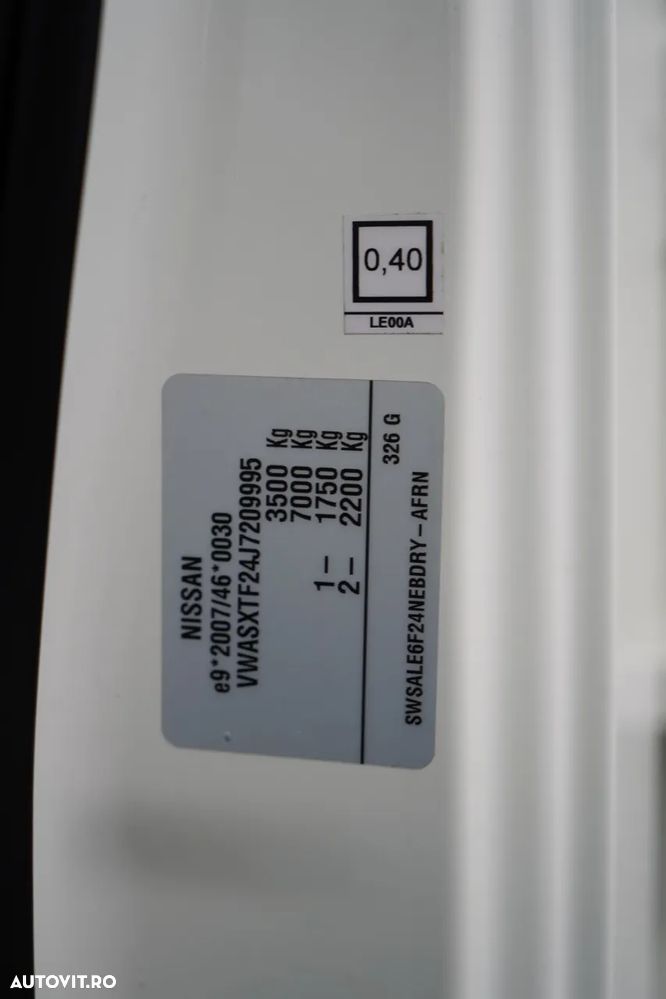 0,40
LE00A
NISSAN
e9*2007/46*0030
VWASXTF24J7209995
3500 Kg
7000 Kg
1- 1750 Kg
2- 2200 Kg
326 G
SWSALE6F24NEBDRY-AFRN
AUTOVIT.RO